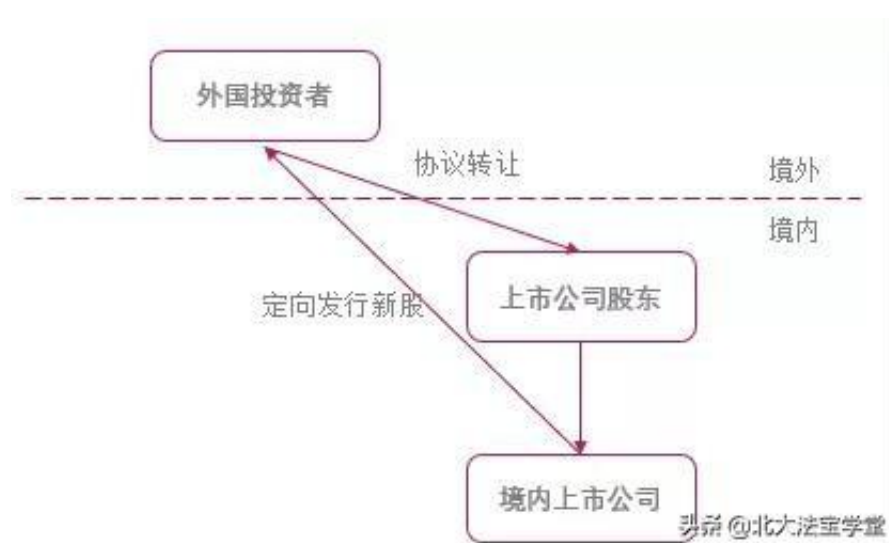 外国投资者
协议转让
境外
境内
定向发行新股
上市公司股东
境内上市公司
头条 @北大法宝学堂